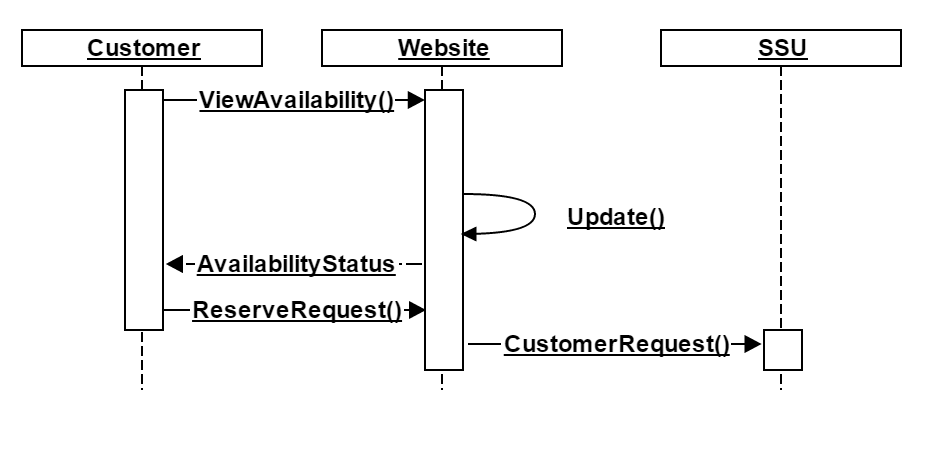 Customer
Website
SSU
ViewAvailability()
Update()
AvailabilityStatus
ReserveRequest()
CustomerRequest()